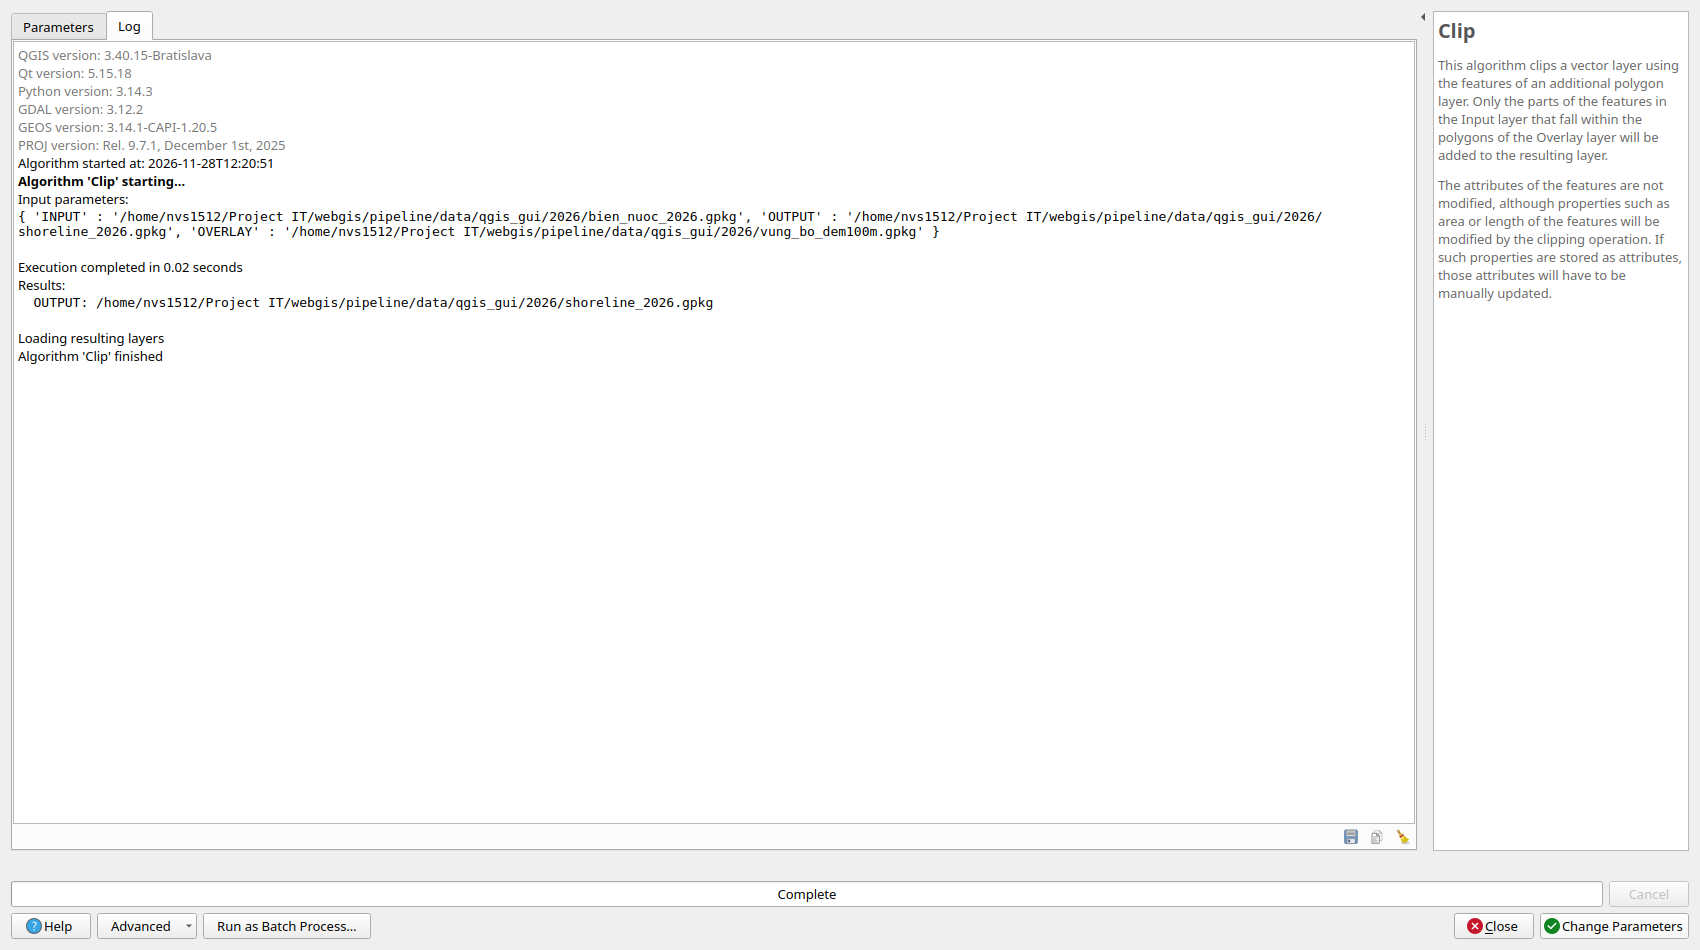 Parameters
Log
QGIS version: 3.40.15-Bratislava
Qt version: 5.15.18
Python version: 3.14.3
GDAL version: 3.12.2
GEOS version: 3.14.1-CAPI-1.20.5
PROJ version: Rel. 9.7.1, December 1st, 2025
Algorithm started at: 2026-11-28T12:20:51
Algorithm 'Clip' starting…
Input parameters:
{ 'INPUT' : '/home/nvs1512/Project IT/webgis/pipeline/data/qgis_gui/2026/bien_nuoc_2026.gpkg', 'OUTPUT' : '/home/nvs1512/Project IT/webgis/pipeline/data/qgis_gui/2026/
shoreline_2026.gpkg', 'OVERLAY' : '/home/nvs1512/Project IT/webgis/pipeline/data/qgis_gui/2026/vung_bo_dem100m.gpkg' }
Execution completed in 0.02 seconds
Results:
OUTPUT: /home/nvs1512/Project IT/webgis/pipeline/data/qgis_gui/2026/shoreline_2026.gpkg
Loading resulting layers
Algorithm 'Clip' finished
Clip
This algorithm clips a vector layer using
the features of an additional polygon
layer. Only the parts of the features in
the Input layer that fall within the
polygons of the Overlay layer will be
added to the resulting layer.
The attributes of the features are not
modified, although properties such as
area or length of the features will be
modified by the clipping operation. If
such properties are stored as attributes,
those attributes will have to be
manually updated.
Complete
Cancel
Help
Advanced
Run as Batch Process…
Close
Change Parameters